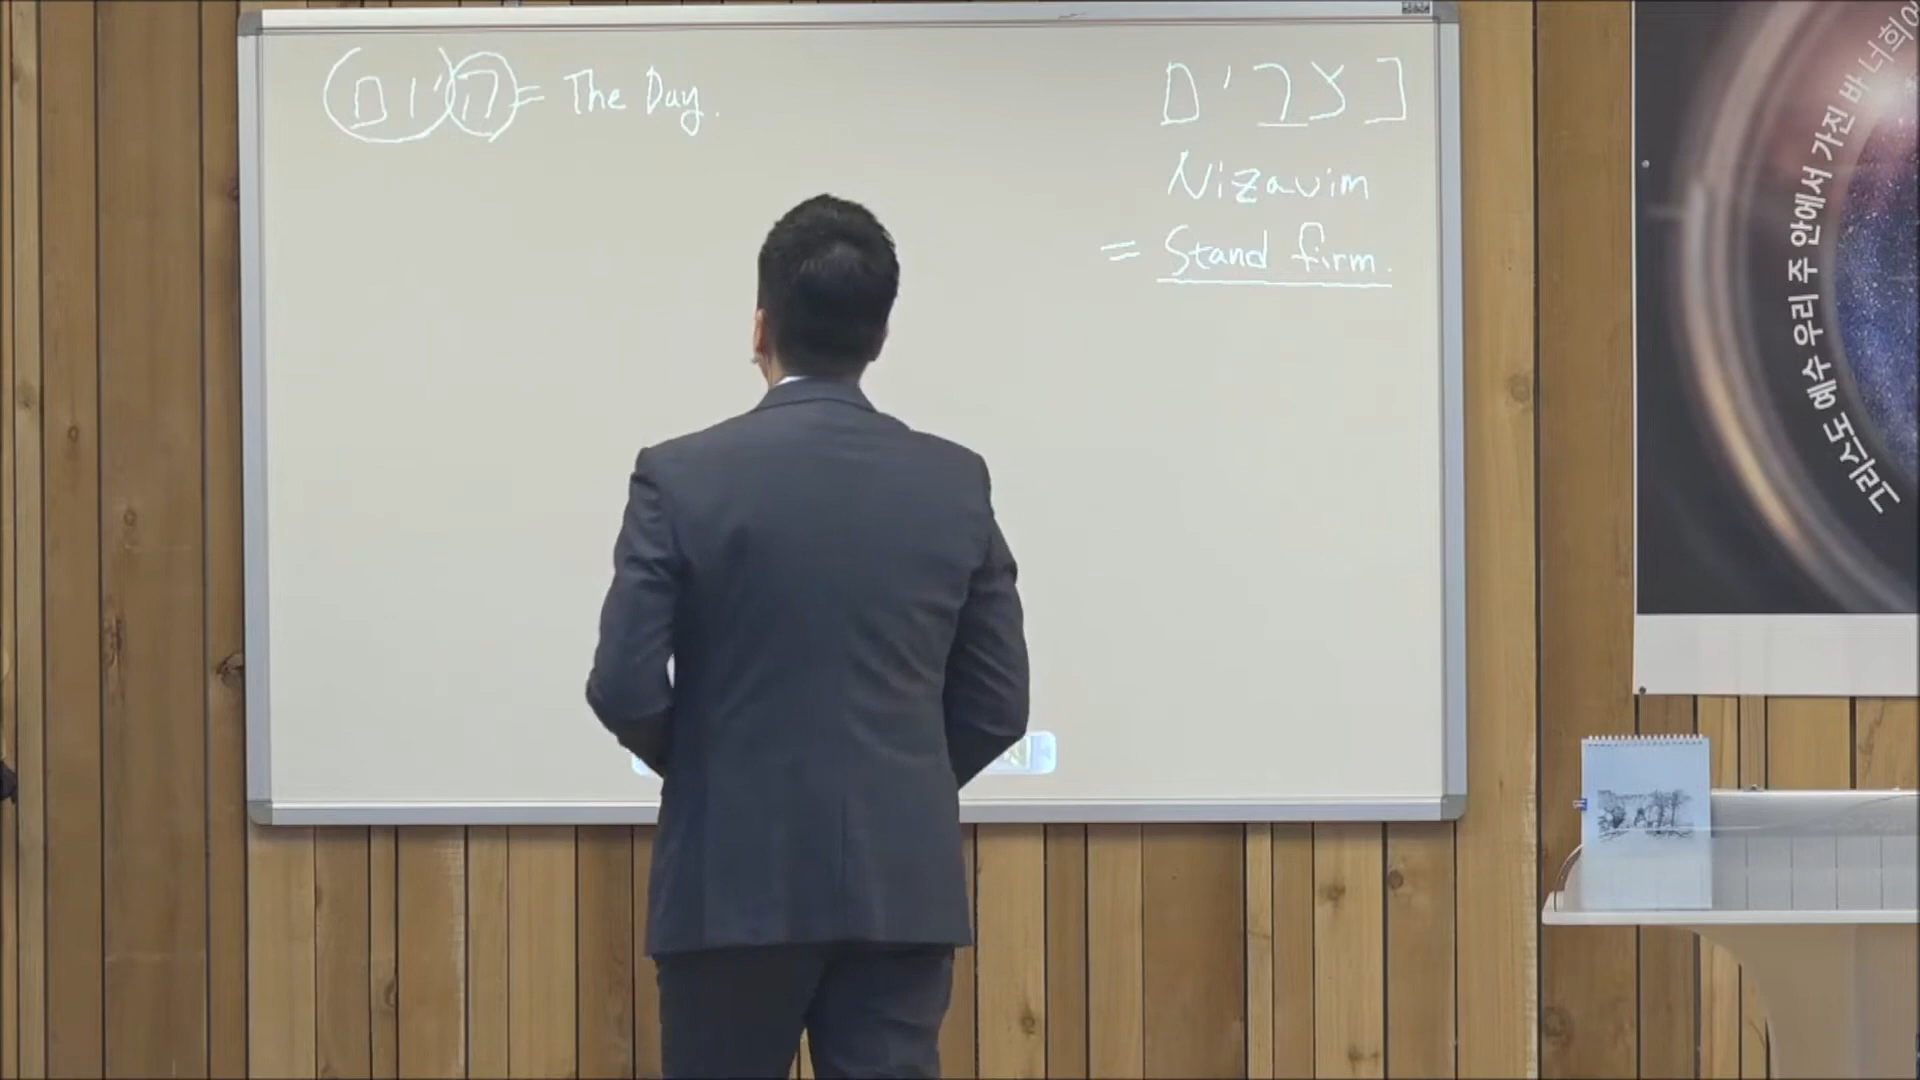 היום = The Day.
נצבים
Nizavim
= Stand firm.
그리스도 예수 우리 주 안에서 가진 바 너희에